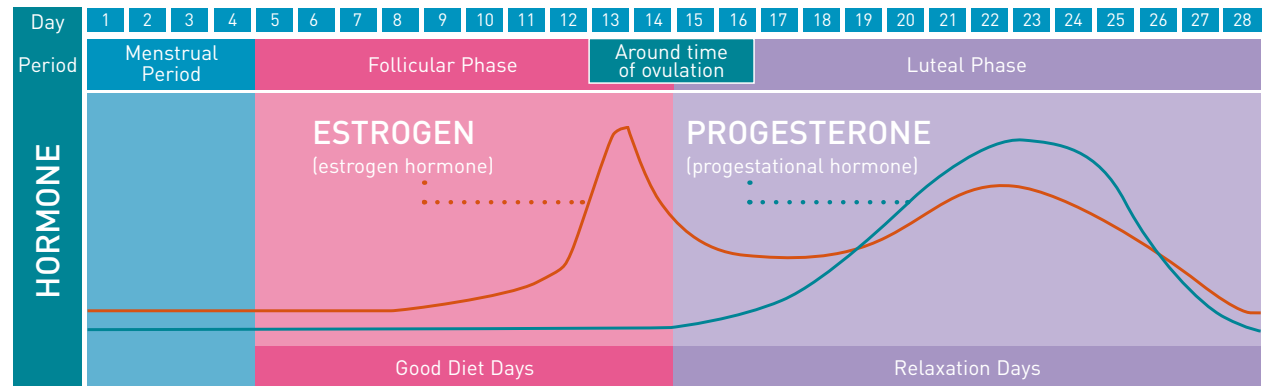 Day 1 2 3 4 5 6 7 8 9 10 11 12 13 14 15 16 17 18 19 20 21 22 23 24 25 26 27 28
Period
Menstrual
Period
Follicular Phase
Around time
of ovulation
Luteal Phase
HORMONE
ESTROGEN
(estrogen hormone)
PROGESTERONE
(progestational hormone)
Good Diet Days
Relaxation Days